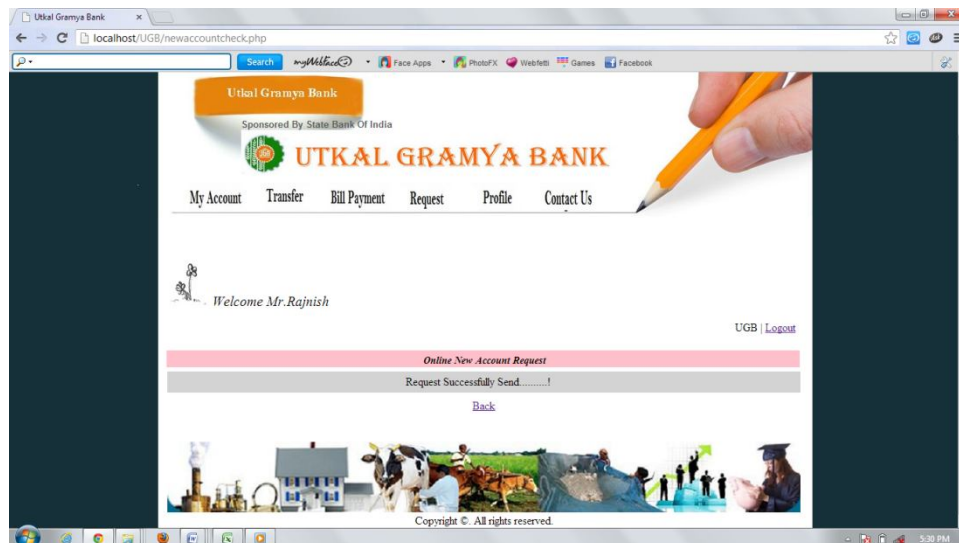 Utkal Gramya Bank
localhost/UGB/newaccountcheck.php
Search
Face Apps
PhotoFX
Webfetti
Games
Facebook
Utkal Gramya Bank
Sponsored By State Bank Of India
UGB
UTKAL GRAMYA BANK
My Account
Transfer
Bill Payment
Request
Profile
Contact Us
Welcome Mr.Rajnish
UGB | Logout
Online New Account Request
Request Successfully Send..........!
Back
Copyright ©. All rights reserved.
5:30 PM